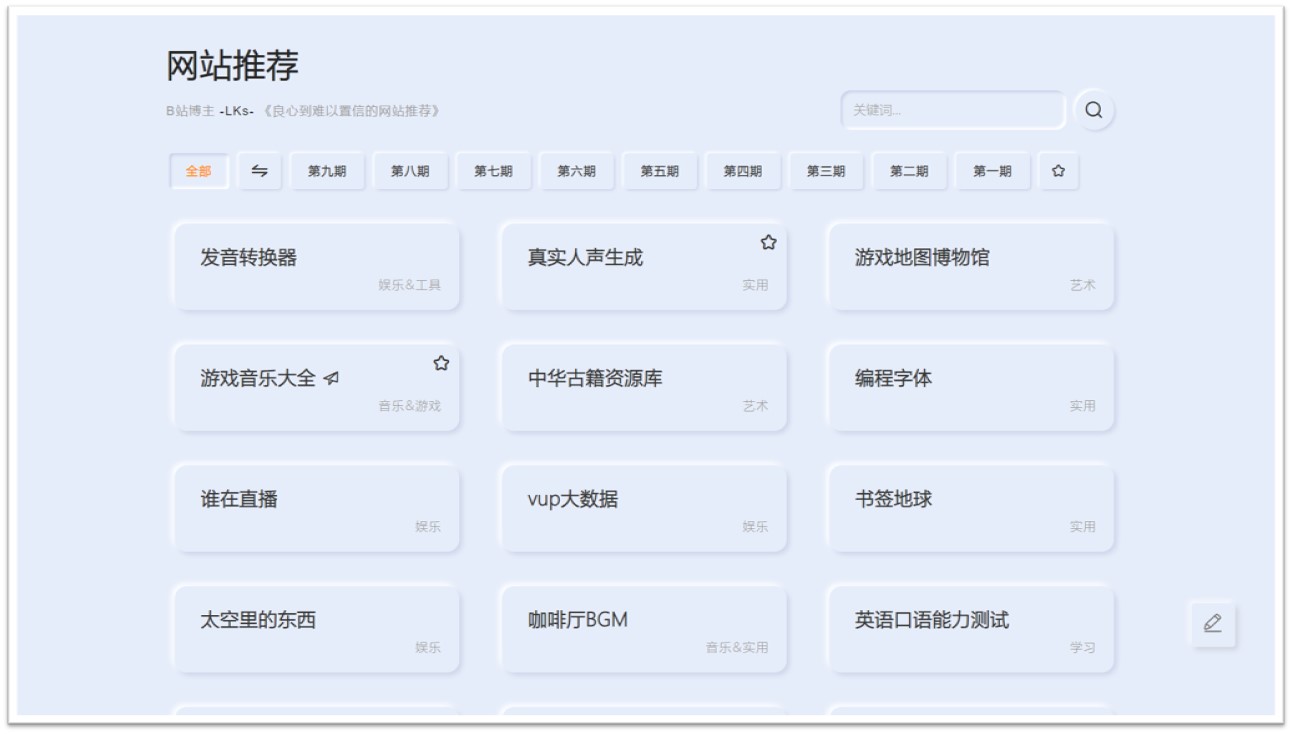 网站推荐
B站博主 -LKs- 《良心到难以置信的网站推荐》
关键词...
全部 第九期 第八期 第七期 第六期 第五期 第四期 第三期 第二期 第一期
发音转换器 真实人声生成 游戏地图博物馆
娱乐&工具 实用 艺术
游戏音乐大全 中华古籍资源库 编程字体
音乐&游戏 艺术 实用
谁在直播 vup大数据 书签地球
娱乐 娱乐 实用
太空里的东西 咖啡厅BGM 英语口语能力测试
娱乐 音乐&实用 学习